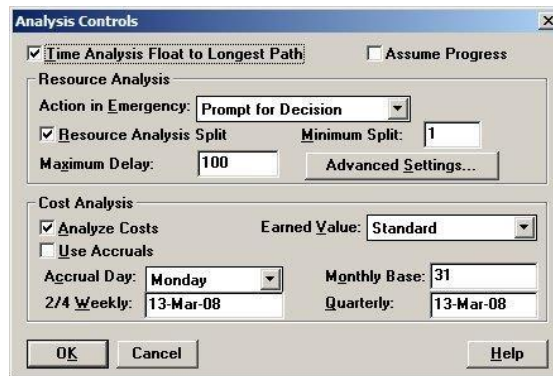 Analysis Controls
Time Analysis Float to Longest Path Assume Progress
Resource Analysis
Action in Emergency: Prompt for Decision
Resource Analysis Split Minimum Split: 1
Maximum Delay: 100 Advanced Settings...
Cost Analysis
Analyze Costs Earned Value: Standard
Use Accruals
Accrual Day: Monday Monthly Base: 31
2/4 Weekly: 13-Mar-08 Quarterly: 13-Mar-08
OK Cancel Help